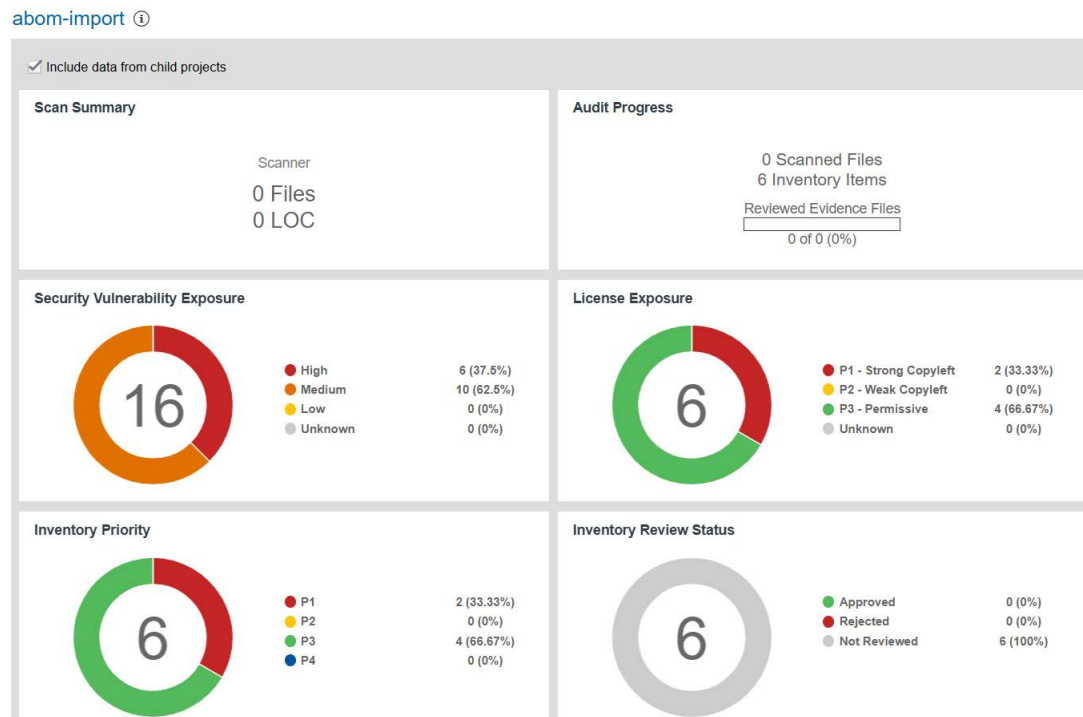 abom-import
Include data from child projects
Scan Summary
Scanner
0 Files
0 LOC
Audit Progress
0 Scanned Files
6 Inventory Items
Reviewed Evidence Files
0 of 0 (0%)
Security Vulnerability Exposure
16
High 6 (37.5%)
Medium 10 (62.5%)
Low 0 (0%)
Unknown 0 (0%)
License Exposure
6
P1 - Strong Copyleft 2 (33.33%)
P2 - Weak Copyleft 0 (0%)
P3 - Permissive 4 (66.67%)
Unknown 0 (0%)
Inventory Priority
6
P1 2 (33.33%)
P2 0 (0%)
P3 4 (66.67%)
P4 0 (0%)
Inventory Review Status
6
Approved 0 (0%)
Rejected 0 (0%)
Not Reviewed 6 (100%)